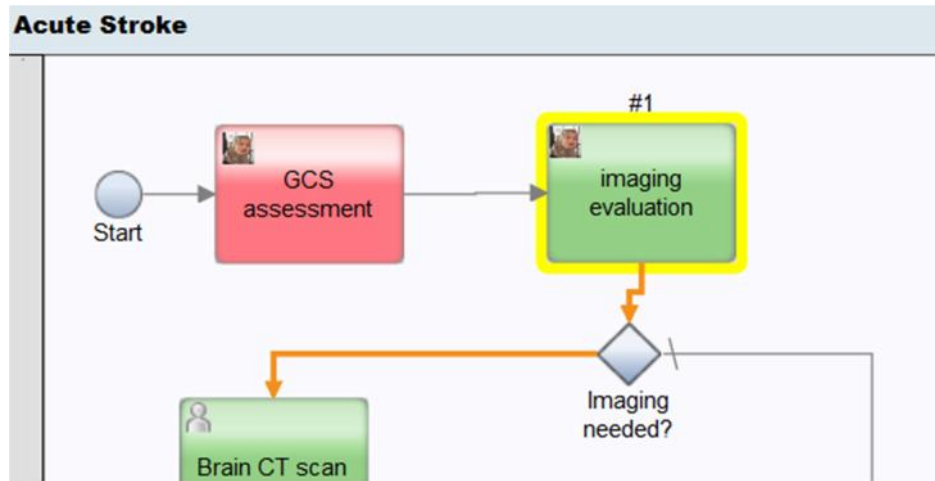 Acute Stroke
#1
GCS
assessment
imaging
evaluation
Start
Imaging
needed?
Brain CT scan